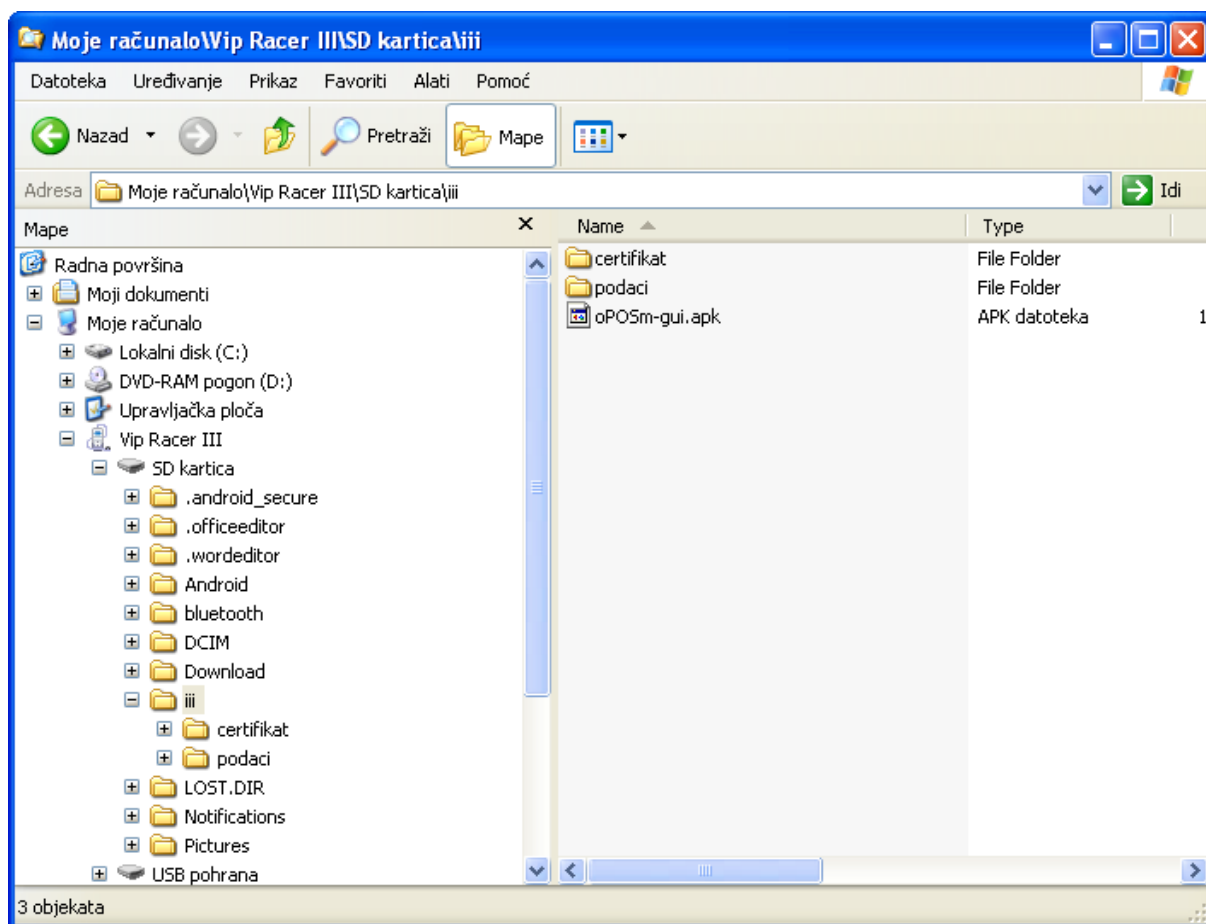 Moje računalo\Vip Racer III\SD kartica\iii
Datoteka Uređivanje Prikaz Favoriti Alati Pomoć
Nazad Pretraži Mape
Adresa Moje računalo\Vip Racer III\SD kartica\iii Idi
Mape
Radna površina
Moji dokumenti
Moje računalo
Lokalni disk (C:)
DVD-RAM pogon (D:)
Upravljačka ploča
Vip Racer III
SD kartica
.android_secure
.officeeditor
.wordeditor
Android
bluetooth
DCIM
Download
iii
certifikat
podaci
LOST.DIR
Notifications
Pictures
USB pohrana
Name Type
certifikat File Folder
podaci File Folder
oPOSm-gui.apk APK datoteka 1
3 objekata